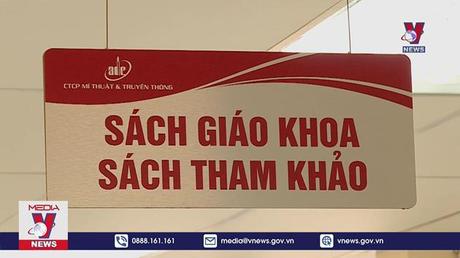 V
NEWS
adc
CTCP MĨ THUẬT & TRUYỀN THÔNG
SÁCH GIÁO KHOA
SÁCH THAM KHẢO
MEDIA
V
NEWS
0888.161.161
media@vnews.gov.vn
vnews.gov.vn